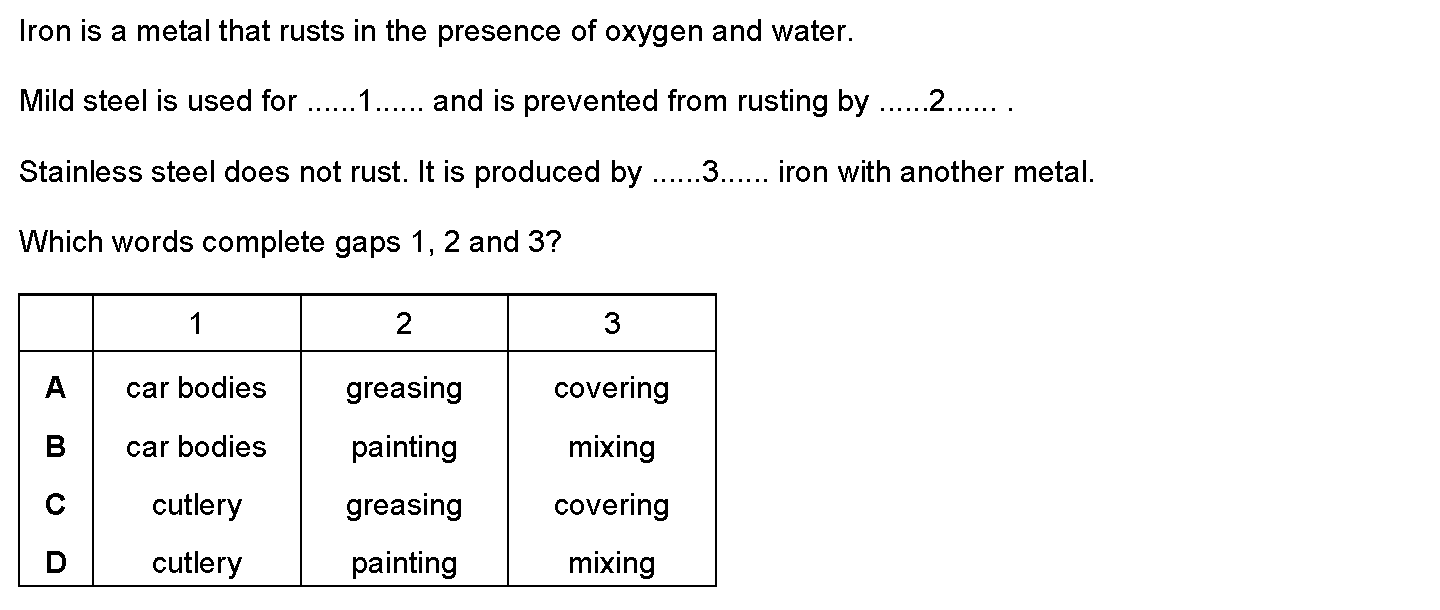 Iron is a metal that rusts in the presence of oxygen and water.
Mild steel is used for ......1...... and is prevented from rusting by ......2...... .
Stainless steel does not rust. It is produced by ......3...... iron with another metal.
Which words complete gaps 1, 2 and 3?
1 2 3
A car bodies greasing covering
B car bodies painting mixing
C cutlery greasing covering
D cutlery painting mixing